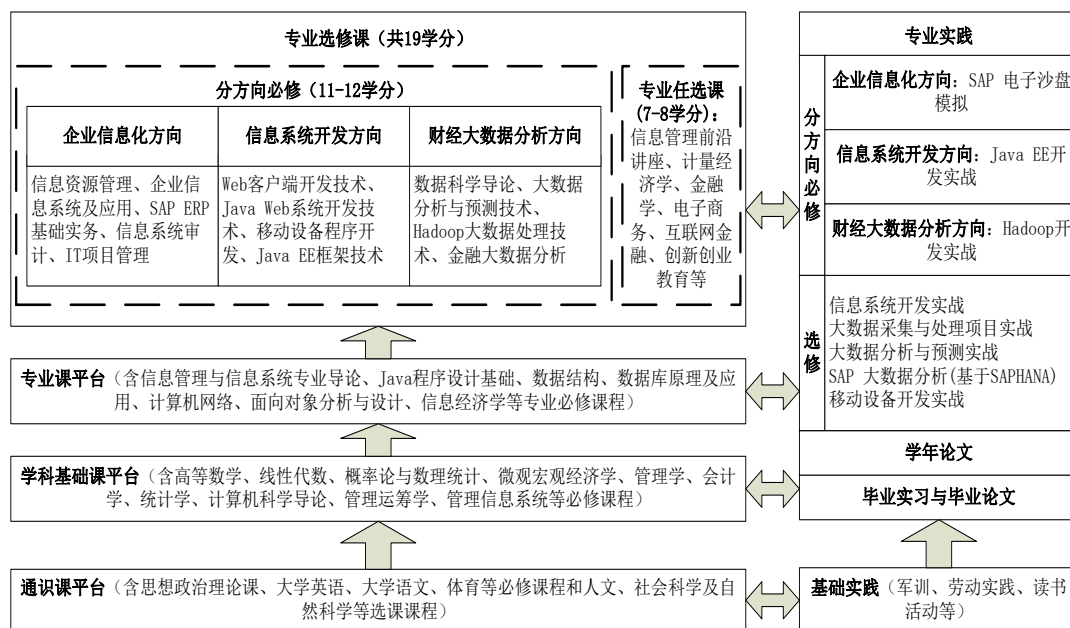 专业选修课（共19学分）
分方向必修（11-12学分）
企业信息化方向
信息资源管理、企业信
息系统及应用、SAP ERP
基础实务、信息系统审
计、IT项目管理
信息系统开发方向
Web客户端开发技术、
Java Web系统开发技
术、移动设备程序开
发、Java EE框架技术
财经大数据分析方向
数据科学导论、大数据
分析与预测技术、
Hadoop大数据处理技
术、金融大数据分析
专业任选课
(7-8学分)：
信息管理前沿
讲座、计量经
济学、金融
学、电子商
务、互联网金
融、创新创业
教育等
专业课平台（含信息管理与信息系统专业导论、Java程序设计基础、数据结构、数据库原理及应
用、计算机网络、面向对象分析与设计、信息经济学等专业必修课程）
学科基础课平台（含高等数学、线性代数、概率论与数理统计、微观宏观经济学、管理学、会计
学、统计学、计算机科学导论、管理运筹学、管理信息系统等必修课程）
通识课平台（含思想政治理论课、大学英语、大学语文、体育等必修课程和人文、社会科学及自
然科学等选课课程）
专业实践
分方向必修
企业信息化方向：SAP 电子沙盘
模拟
信息系统开发方向：Java EE开
发实战
财经大数据分析方向：Hadoop开
发实战
选修
信息系统开发实战
大数据采集与处理项目实战
大数据分析与预测实战
SAP 大数据分析(基于SAPHANA)
移动设备开发实战
学年论文
毕业实习与毕业论文
基础实践（军训、劳动实践、读书
活动等）